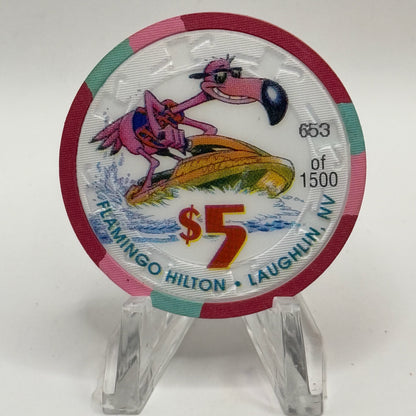 653
of
1500
$5
FLAMINGO HILTON • LAUGHLIN, NV